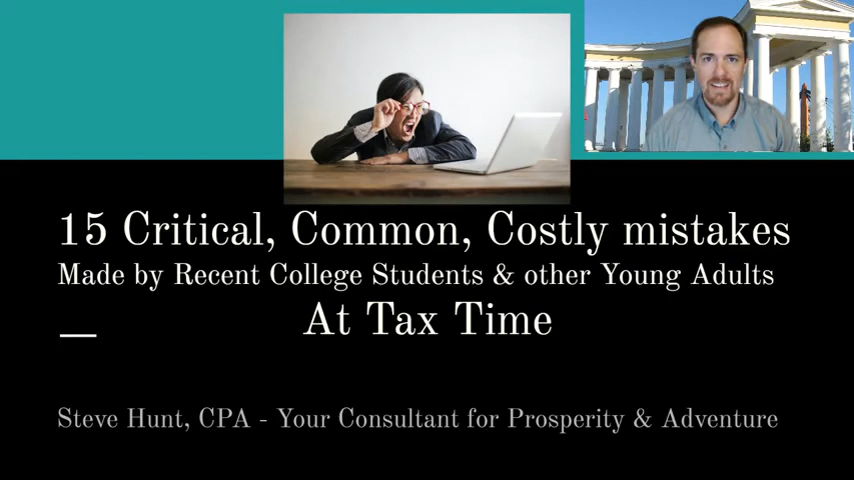 15 Critical, Common, Costly mistakes
Made by Recent College Students & other Young Adults
At Tax Time
Steve Hunt, CPA - Your Consultant for Prosperity & Adventure